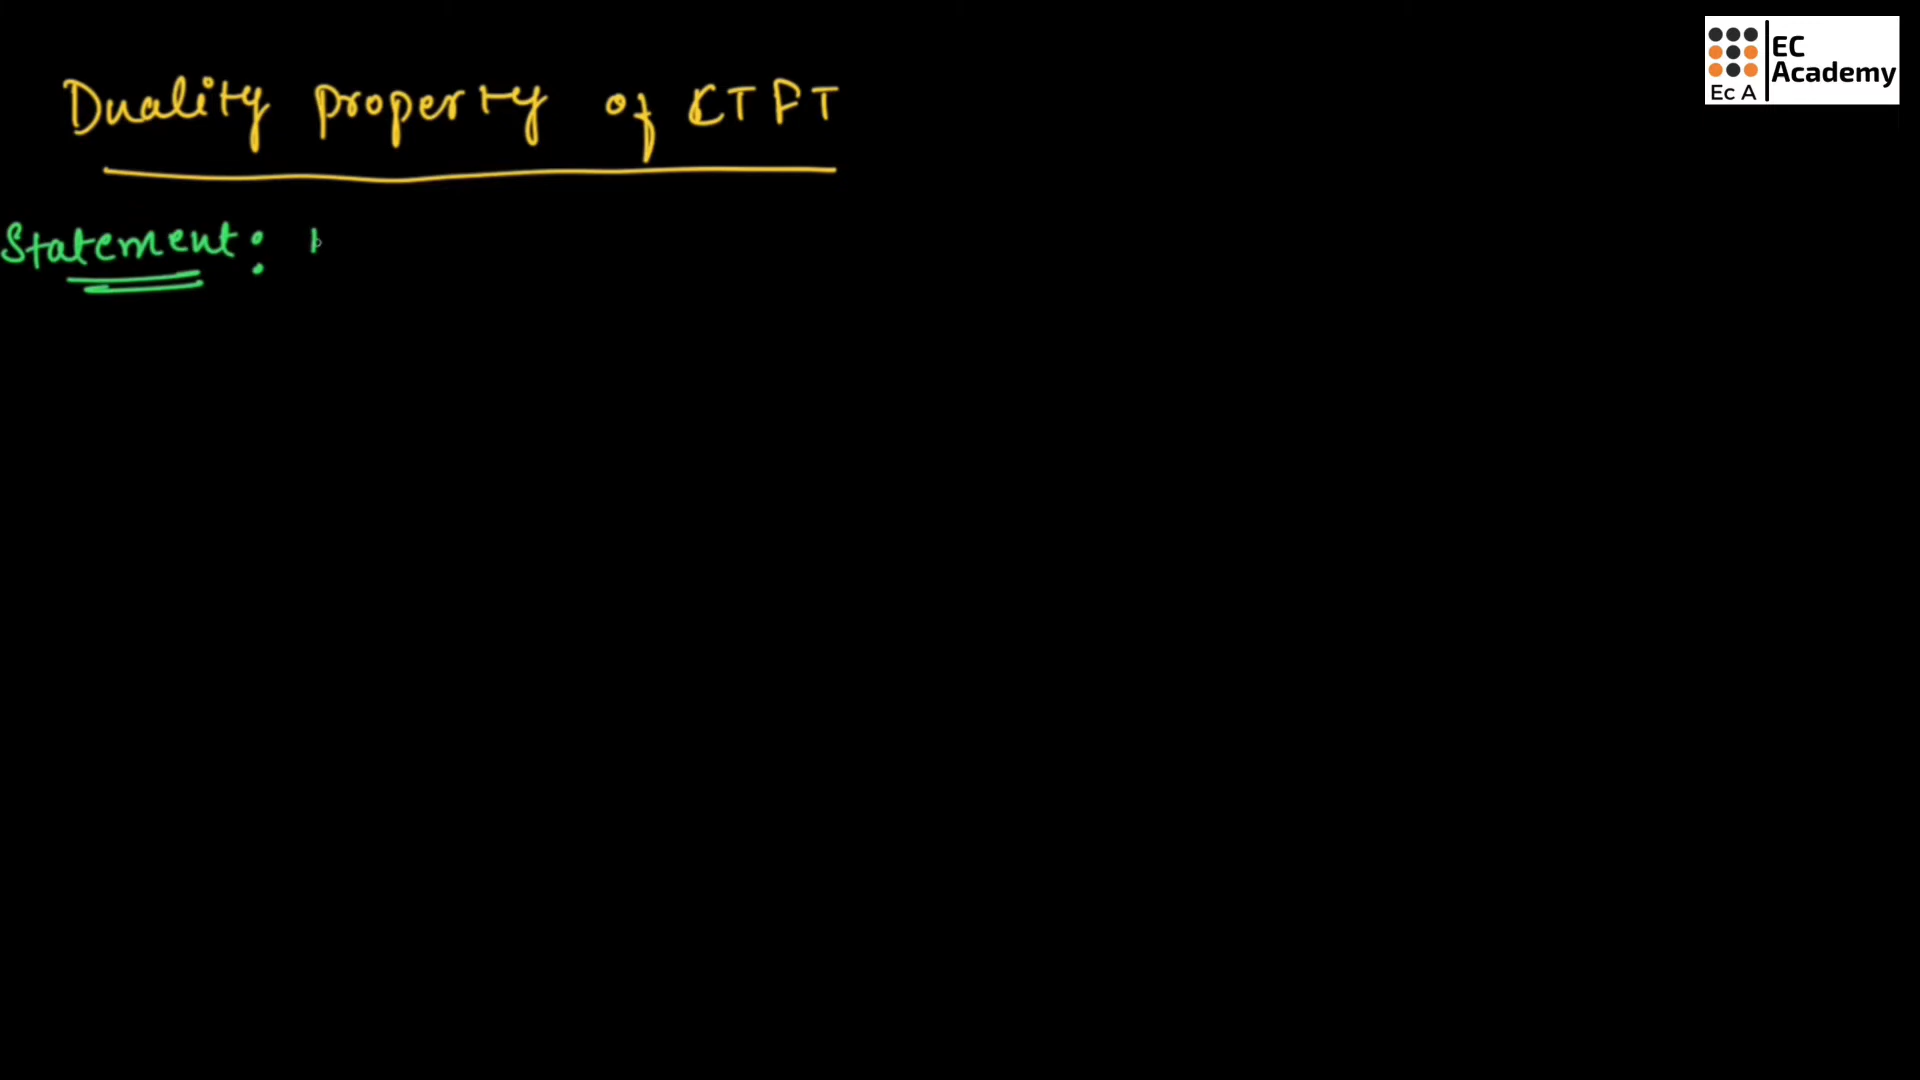 Duality property of CTFT
Statement:
EC
Academy
Ec A